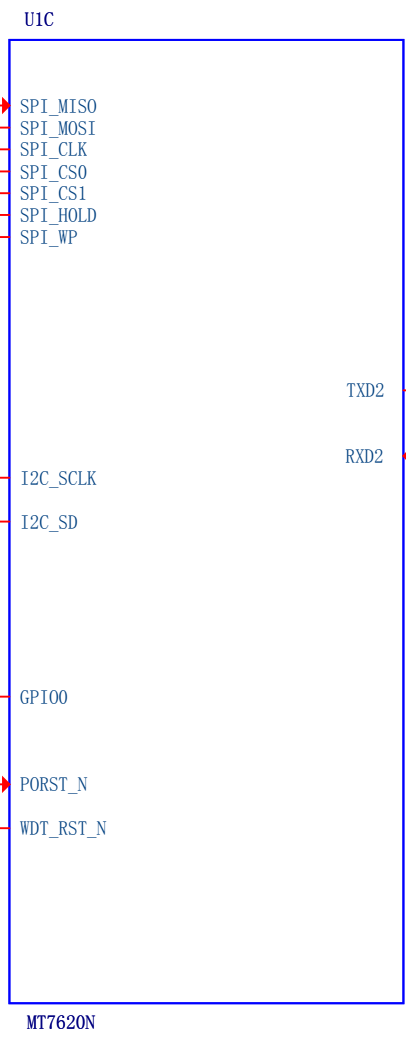 U1C
SPI_MISO
SPI_MOSI
SPI_CLK
SPI_CS0
SPI_CS1
SPI_HOLD
SPI_WP
TXD2
RXD2
I2C_SCLK
I2C_SD
GPIO0
PORST_N
WDT_RST_N
MT7620N